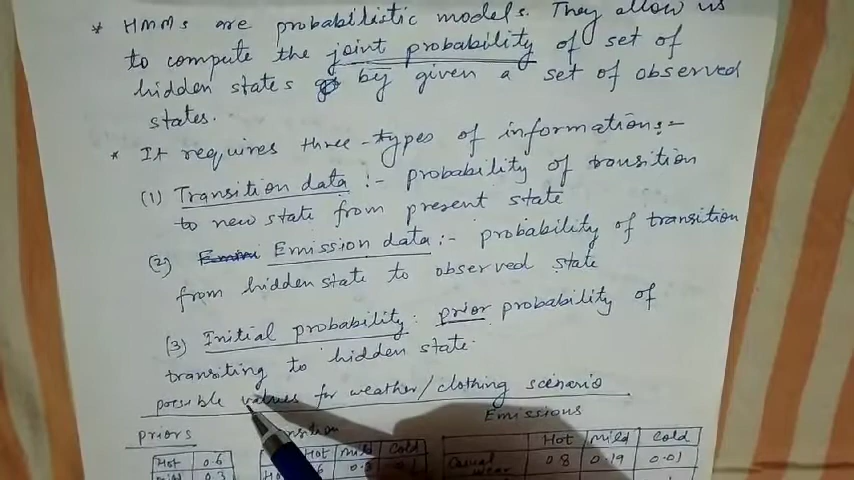 * HMMs are probabilistic models. They allow us
to compute the joint probability of set of
hidden states by given a set of observed
states.
* It requires three types of information:-
(1) Transition data :- probability of transition
to new state from present state
(2) Emission data :- probability of transition
from hidden state to observed state
(3) Initial probability: prior probability of
transiting to hidden state.
possible values for weather/clothing scenario
Emissions
Priors
Hot Mild Cold
Hot Mild Cold
Hot 0.6
Casual wear 0.8 0.19 0.01
0.3